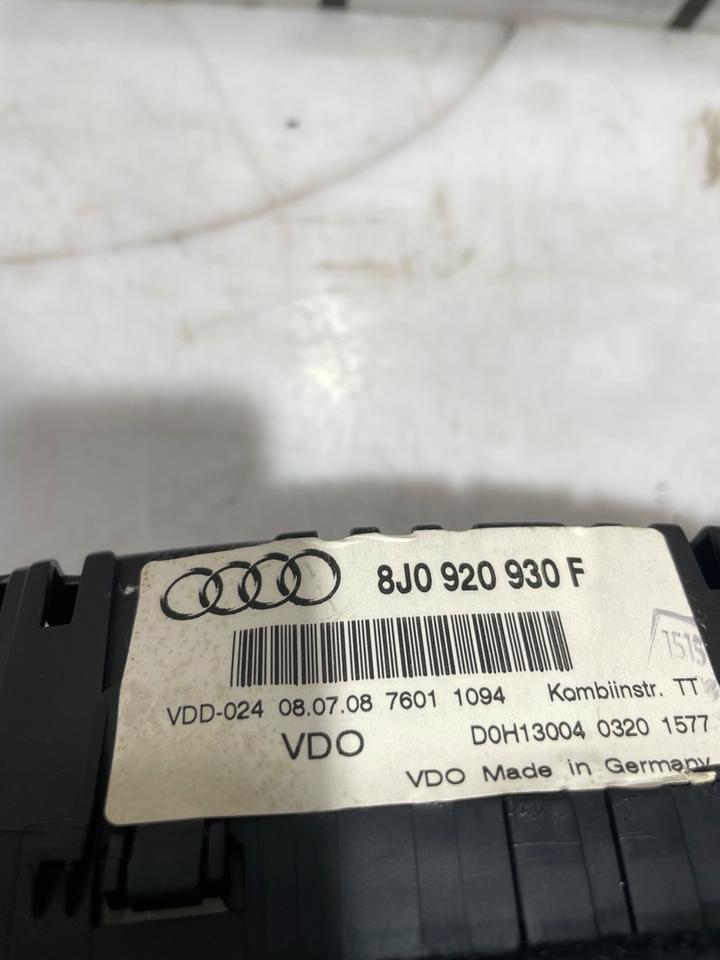 8J0 920 930 F
VDD-024 08.07.08 7601 1094 Kombiinstr. TT
VDO D0H13004 0320 1577
VDO Made in Germany